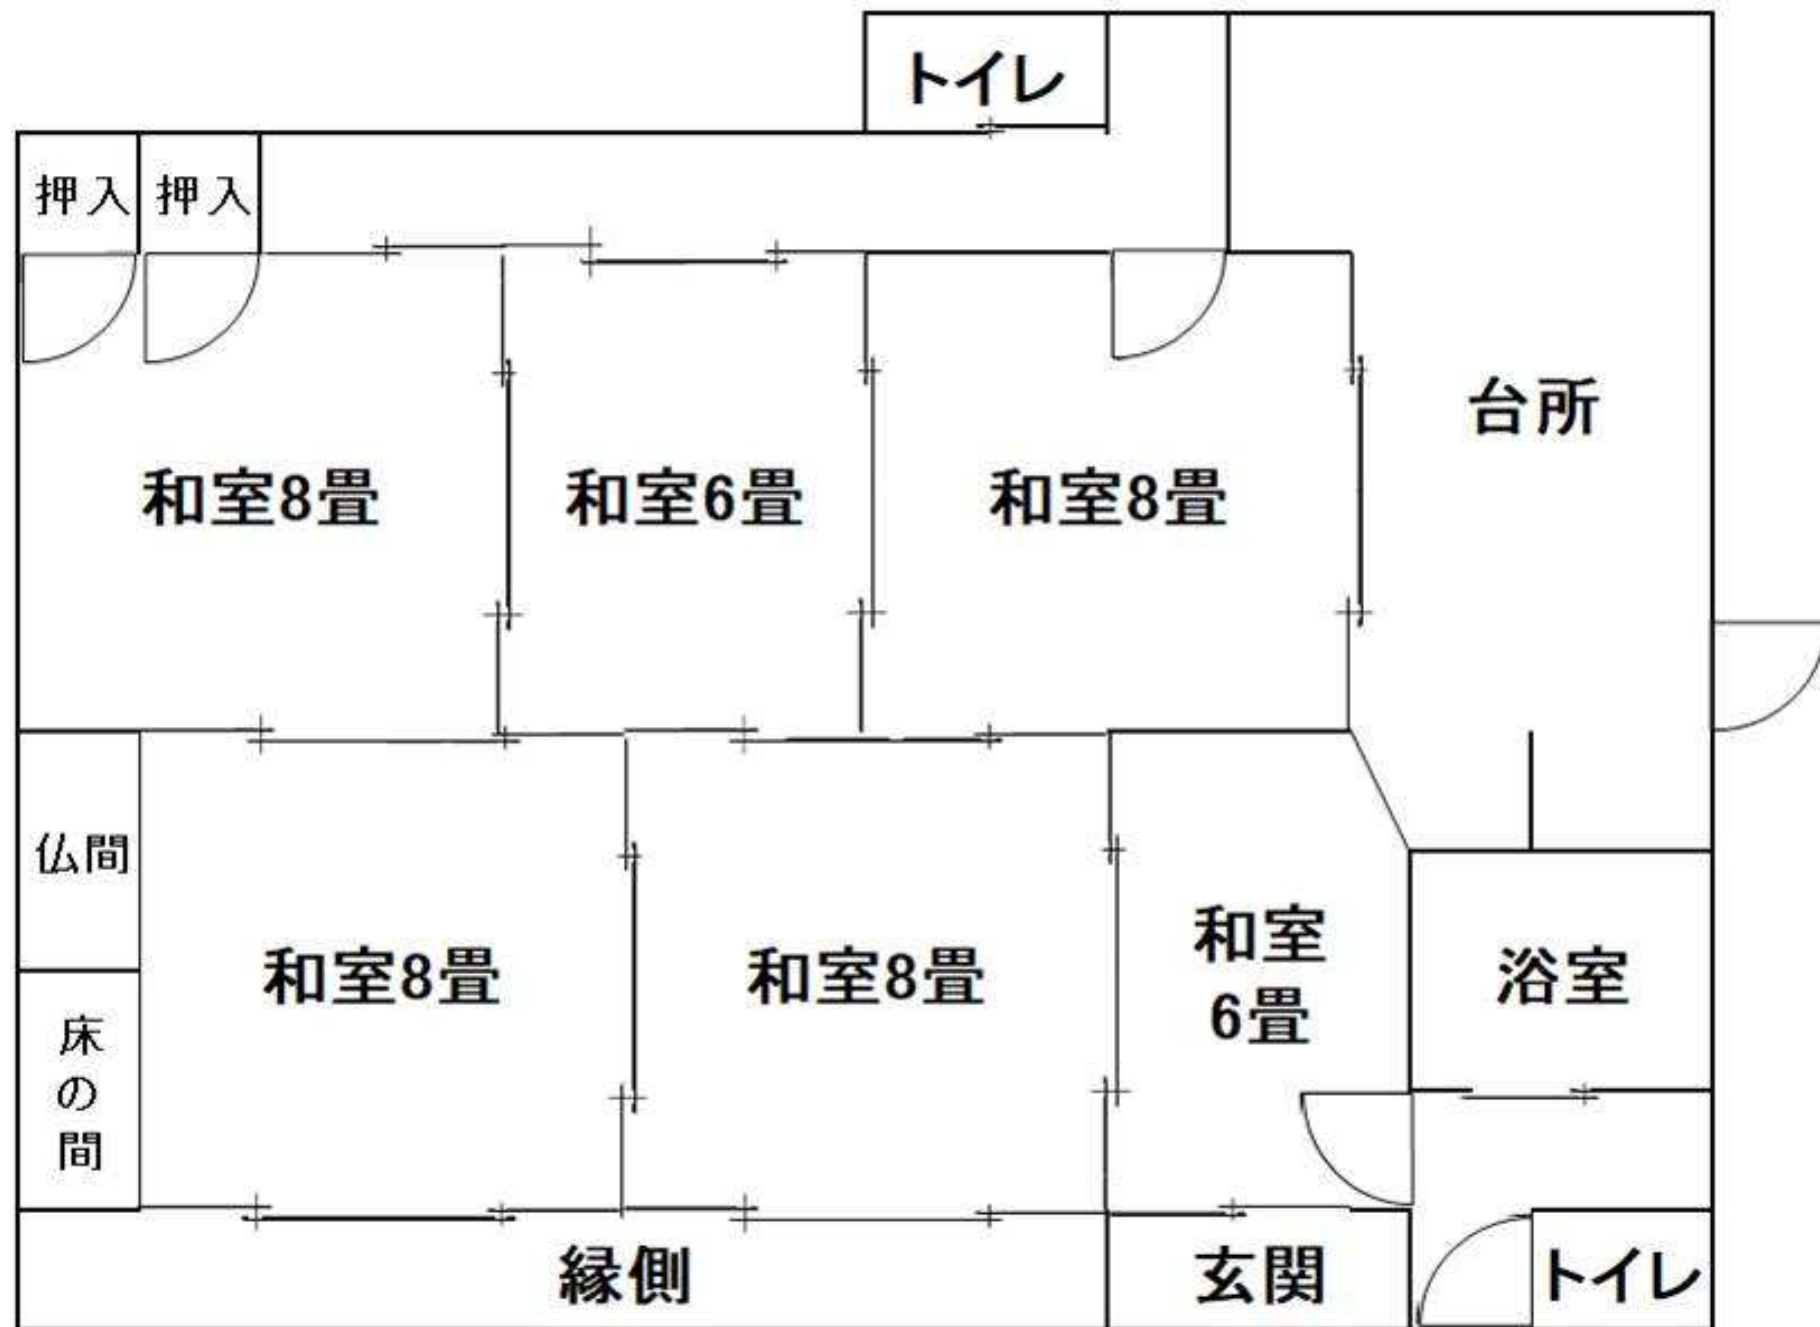 トイレ
押入 押入
台所
和室8畳 和室6畳 和室8畳
仏間
和室
6畳
和室8畳 和室8畳
浴室
床
の
間
縁側
玄関
トイレ